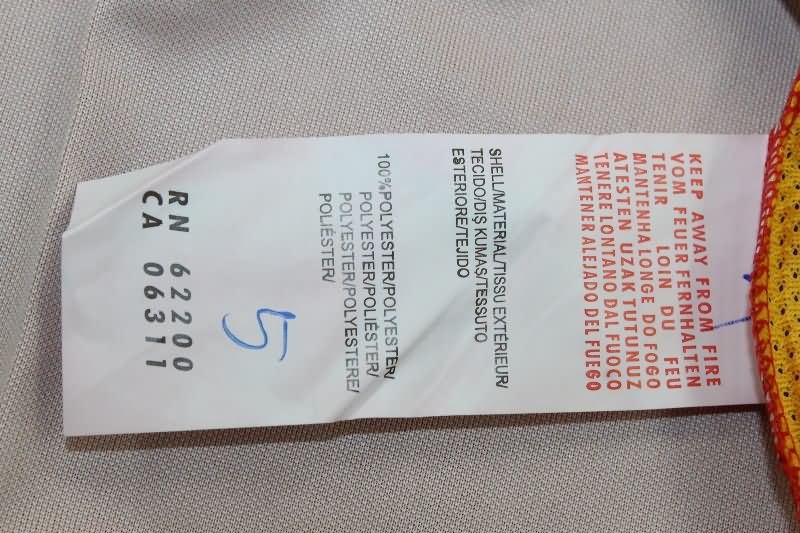 KEEP AWAY FROM FIRE
VOM FEUER FERNHALTEN
TENIR LOIN DU FEU
MANTENHA LONGE DO FOGO
ATESTEN UZAK TUTUNUZ
TENERE LONTANO DAL FUOCO
MANTENER ALEJADO DEL FUEGO
SHELL/MATERIAL/TISSU EXTÉRIEUR/
TECIDO/DIŞ KUMAS/TESSUTO
ESTERIORE/TEJIDO
100%POLYESTER/POLYESTER/
POLYESTER/POLIÉSTER/
POLYESTER/POLYESTERE/
POLIÉSTER/
5
RN 62200
CA 06311